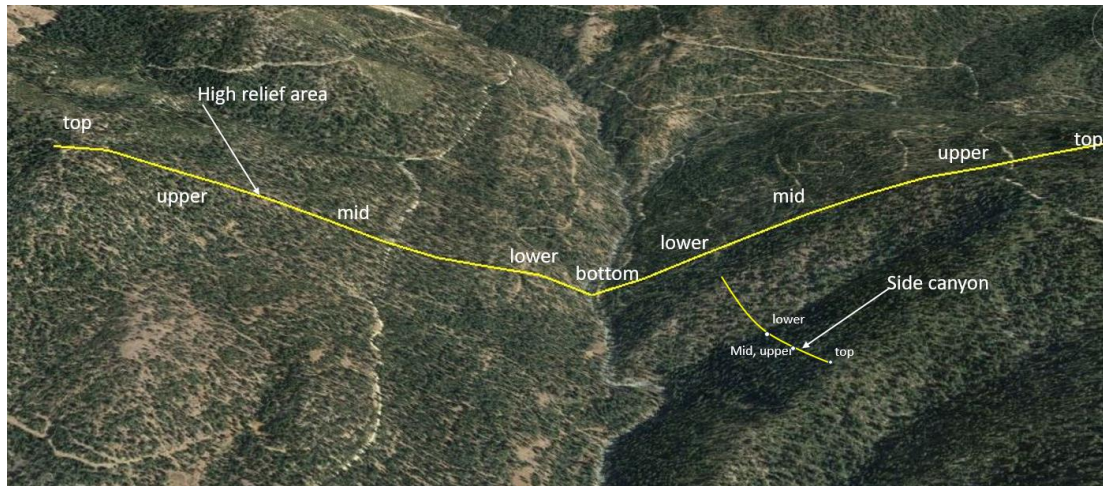 High relief area
top
upper
mid
lower
bottom
lower
mid
upper
top
Side canyon
lower
Mid, upper
top